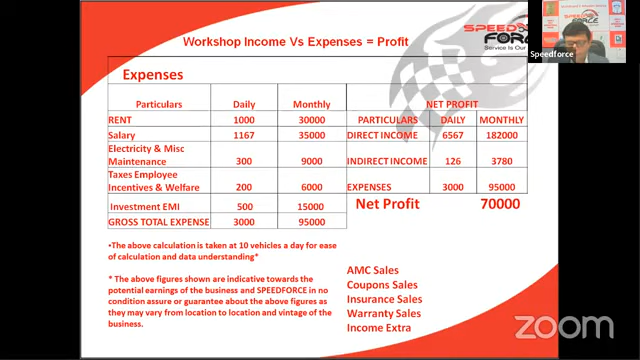 SPEED
FORCE
Service Is Our
Speedforce
Workshop Income Vs Expenses = Profit
Expenses
Particulars Daily Monthly
RENT 1000 30000
Salary 1167 35000
Electricity & Misc
Maintenance 300 9000
Taxes Employee
Incentives & Welfare 200 6000
Investment EMI 500 15000
GROSS TOTAL EXPENSE 3000 95000
NET PROFIT
PARTICULARS DAILY MONTHLY
DIRECT INCOME 6567 182000
INDIRECT INCOME 126 3780
EXPENSES 3000 95000
Net Profit 70000
•The above calculation is taken at 10 vehicles a day for ease
of calculation and data understanding*
* The above figures shown are indicative towards the
potential earnings of the business and SPEEDFORCE in no
condition assure or guarantee about the above figures as
they may vary from location to location and vintage of the
business.
AMC Sales
Coupons Sales
Insurance Sales
Warranty Sales
Income Extra
zoom